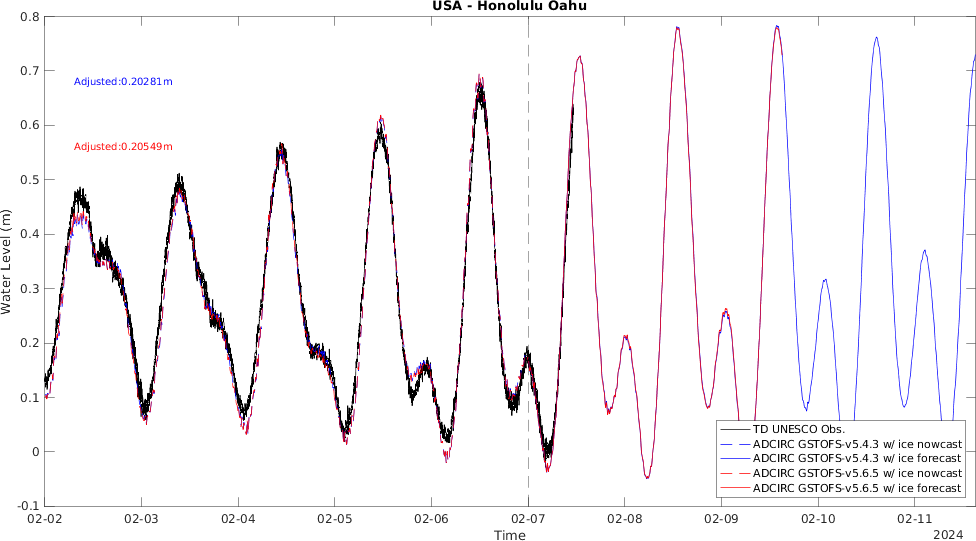 USA - Honolulu Oahu
0.8
0.7
0.6
0.5
0.4
0.3
0.2
0.1
0
-0.1
Water Level (m)
Adjusted:0.20281m
Adjusted:0.20549m
TD UNESCO Obs.
ADCIRC GSTOFS-v5.4.3 w/ ice nowcast
ADCIRC GSTOFS-v5.4.3 w/ ice forecast
ADCIRC GSTOFS-v5.6.5 w/ ice nowcast
ADCIRC GSTOFS-v5.6.5 w/ ice forecast
02-02 02-03 02-04 02-05 02-06 02-07 02-08 02-09 02-10 02-11
Time
2024